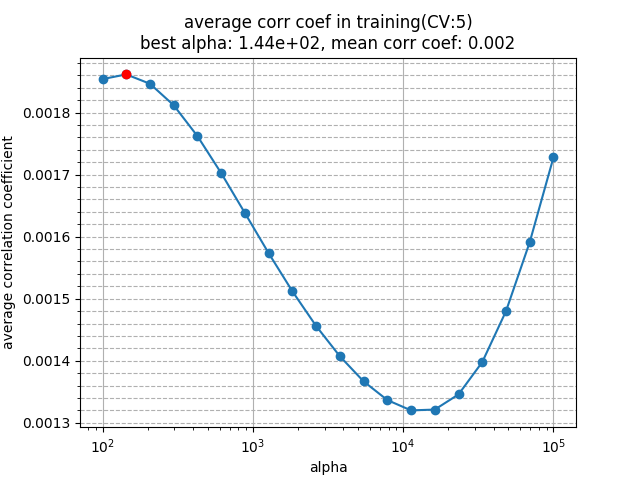 average corr coef in training(CV:5)
best alpha: 1.44e+02, mean corr coef: 0.002
average correlation coefficient
0.0018
0.0017
0.0016
0.0015
0.0014
0.0013
10²
10³
10⁴
10⁵
alpha